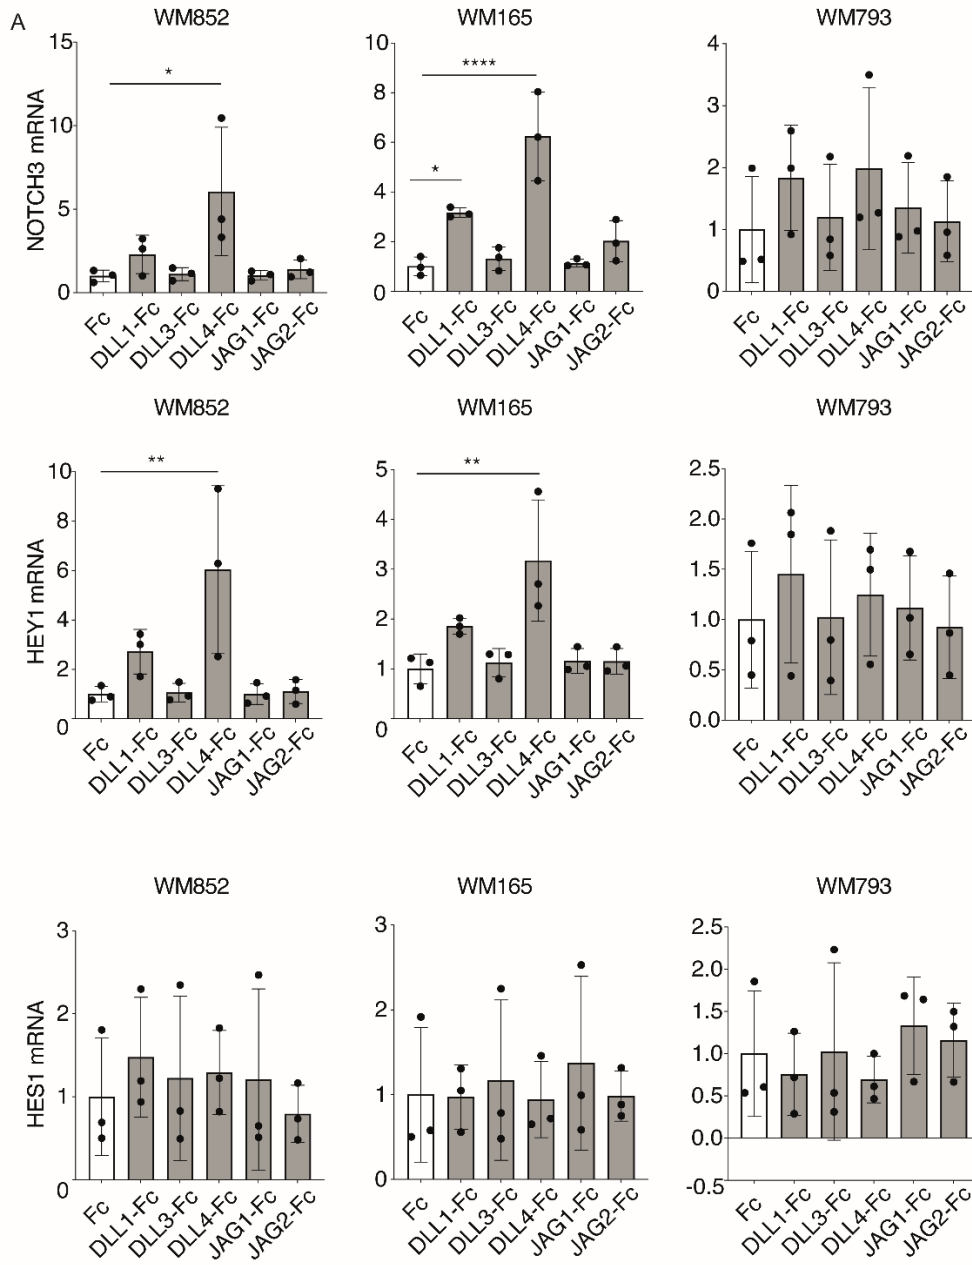 A
WM852
WM165
WM793
NOTCH3 mRNA
15
10
5
0
*
Fc
DLL1-Fc
DLL3-Fc
DLL4-Fc
JAG1-Fc
JAG2-Fc
10
8
6
4
2
0
*
****
Fc
DLL1-Fc
DLL3-Fc
DLL4-Fc
JAG1-Fc
JAG2-Fc
4
3
2
1
0
Fc
DLL1-Fc
DLL3-Fc
DLL4-Fc
JAG1-Fc
JAG2-Fc
WM852
WM165
WM793
HEY1 mRNA
10
8
6
4
2
0
**
Fc
DLL1-Fc
DLL3-Fc
DLL4-Fc
JAG1-Fc
JAG2-Fc
5
4
3
2
1
0
**
Fc
DLL1-Fc
DLL3-Fc
DLL4-Fc
JAG1-Fc
JAG2-Fc
2.5
2.0
1.5
1.0
0.5
0.0
Fc
DLL1-Fc
DLL3-Fc
DLL4-Fc
JAG1-Fc
JAG2-Fc
WM852
WM165
WM793
HES1 mRNA
3
2
1
0
Fc
DLL1-Fc
DLL3-Fc
DLL4-Fc
JAG1-Fc
JAG2-Fc
3
2
1
0
Fc
DLL1-Fc
DLL3-Fc
DLL4-Fc
JAG1-Fc
JAG2-Fc
2.5
2.0
1.5
1.0
0.5
0.0
-0.5
Fc
DLL1-Fc
DLL3-Fc
DLL4-Fc
JAG1-Fc
JAG2-Fc